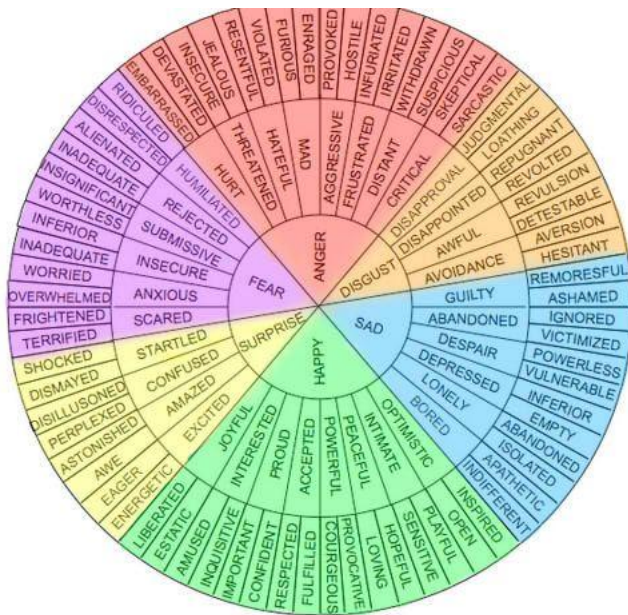 ANGER
HURT
THREATENED
HATEFUL
MAD
AGGRESSIVE
FRUSTRATED
DISTANT
CRITICAL
EMBARRASSED
DEVASTATED
INSECURE
JEALOUS
RESENTFUL
VIOLATED
FURIOUS
ENRAGED
PROVOKED
HOSTILE
INFURIATED
IRRITATED
WITHDRAWN
SUSPICIOUS
SKEPTICAL
SARCASTIC
DISGUST
DISAPPROVAL
DISAPPOINTED
AWFUL
AVOIDANCE
JUDGMENTAL
LOATHING
REPUGNANT
REVOLTED
REVULSION
DETESTABLE
AVERSION
HESITANT
SAD
GUILTY
ABANDONED
DESPAIR
DEPRESSED
LONELY
BORED
REMORESFUL
ASHAMED
IGNORED
VICTIMIZED
POWERLESS
VULNERABLE
INFERIOR
EMPTY
ABANDONED
ISOLATED
APATHETIC
INDIFFERENT
HAPPY
OPTIMISTIC
INTIMATE
PEACEFUL
POWERFUL
ACCEPTED
PROUD
INTERESTED
JOYFUL
INSPIRED
OPEN
PLAYFUL
SENSITIVE
HOPEFUL
LOVING
PROVOCATIVE
COURGEOUS
FULFILLED
RESPECTED
CONFIDENT
IMPORTANT
INQUISITIVE
AMUSED
ESTATIC
LIBERATED
SURPRISE
EXCITED
AMAZED
CONFUSED
STARTLED
ENERGETIC
EAGER
AWE
ASTONISHED
PERPLEXED
DISILLUSIONED
DISMAYED
SHOCKED
FEAR
SCARED
ANXIOUS
INSECURE
SUBMISSIVE
REJECTED
HUMILIATED
TERRIFIED
FRIGHTENED
OVERWHELMED
WORRIED
INADEQUATE
INFERIOR
WORTHLESS
INSIGNIFICANT
INADEQUATE
ALIENATED
DISRESPECTED
RIDICULED